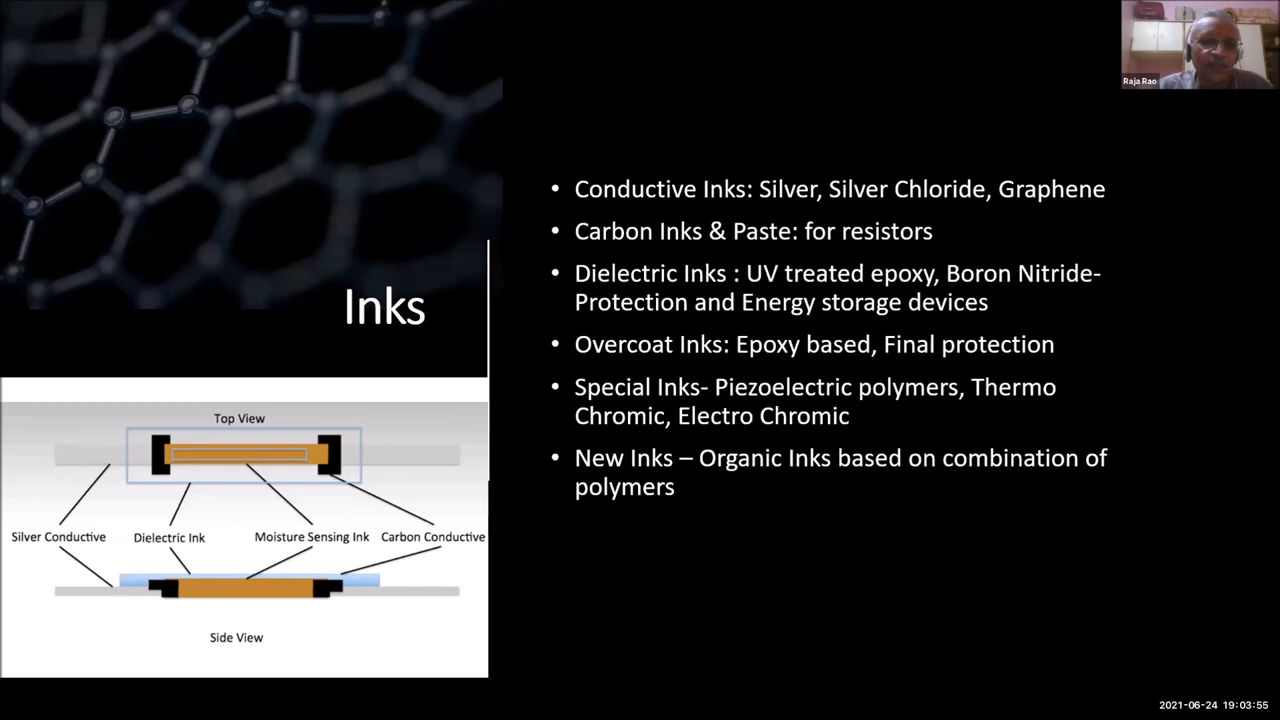 Raja Rao
Inks
• Conductive Inks: Silver, Silver Chloride, Graphene
• Carbon Inks & Paste: for resistors
• Dielectric Inks : UV treated epoxy, Boron Nitride-
Protection and Energy storage devices
• Overcoat Inks: Epoxy based, Final protection
• Special Inks- Piezoelectric polymers, Thermo
Chromic, Electro Chromic
• New Inks – Organic Inks based on combination of
polymers
Top View
Silver Conductive Dielectric Ink Moisture Sensing Ink Carbon Conductive
Side View
2021-06-24 19:03:55